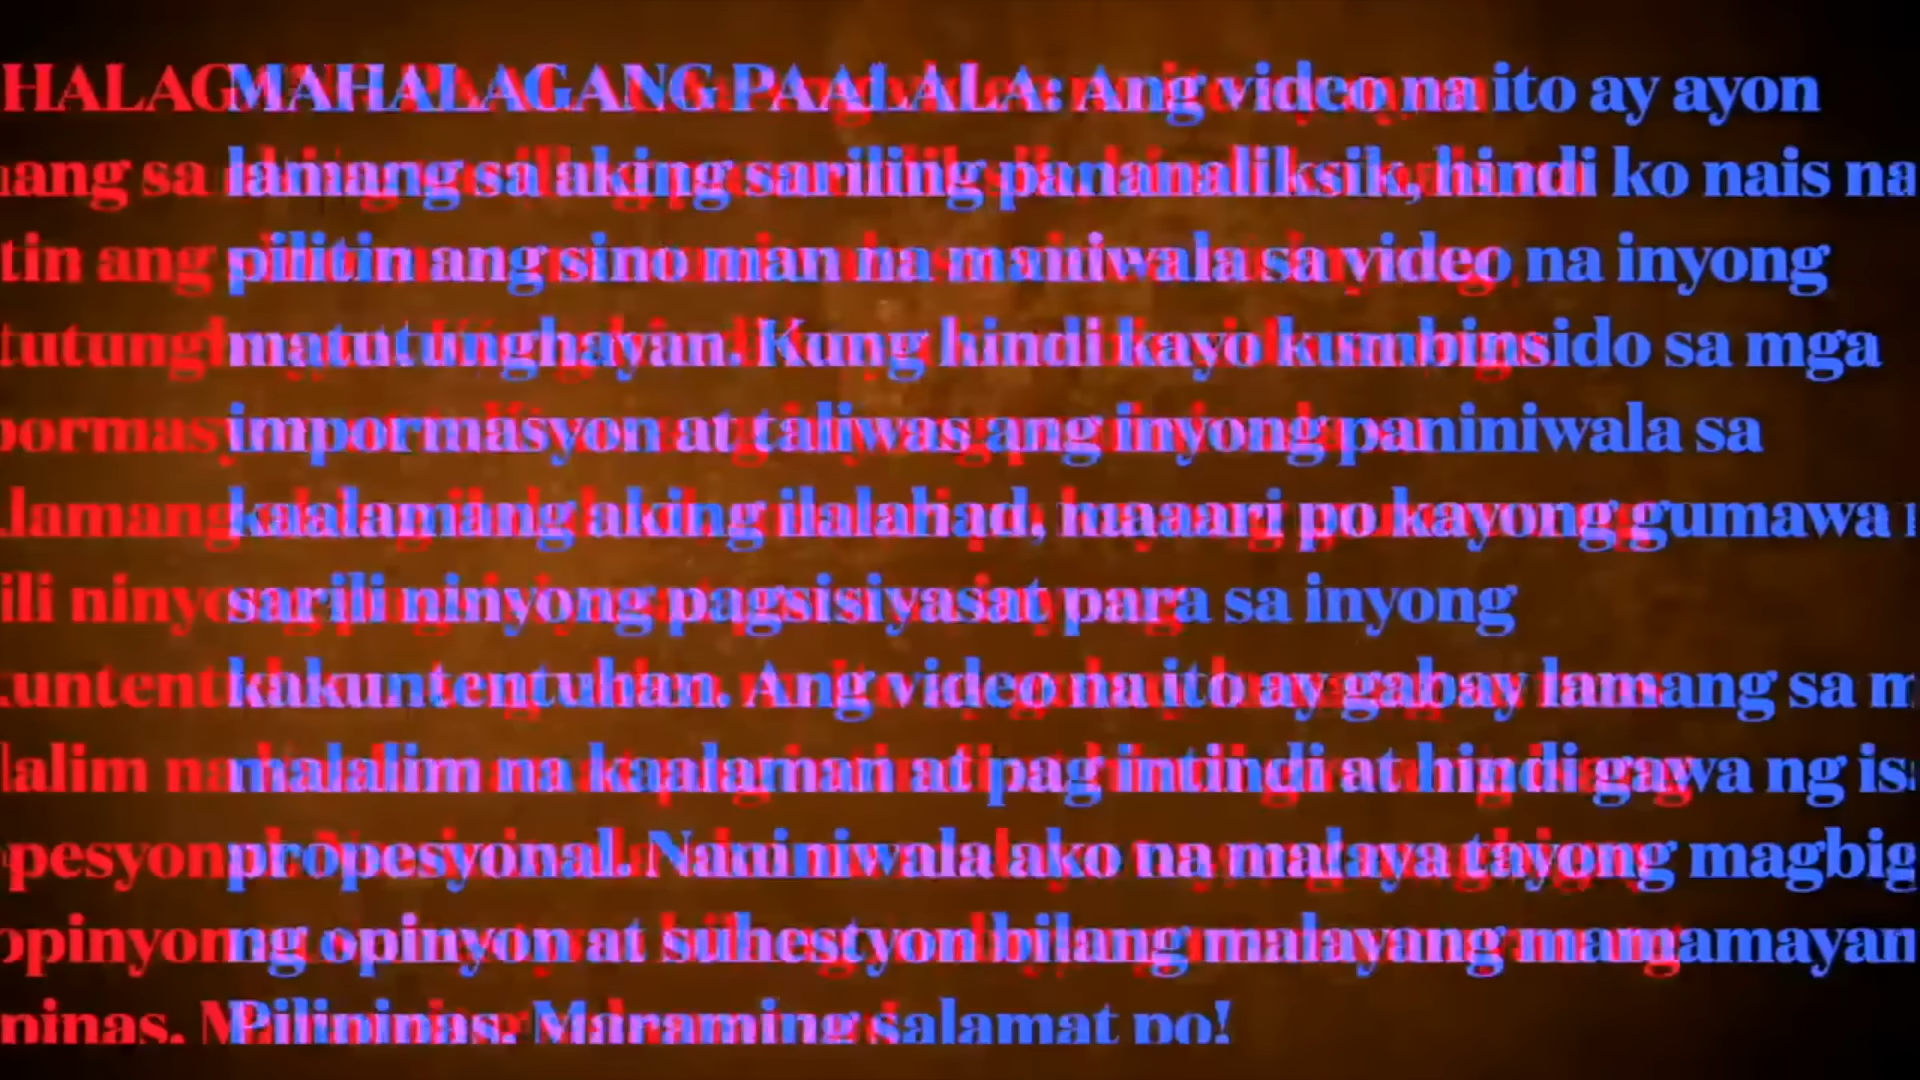 MAHALAGANG PAALALA: Ang video na ito ay ayon
lamang sa aking sariling pananaliksik, hindi ko nais na
pilitin ang sino man na maniwala sa video na inyong
matutunghayan. Kung hindi kayo kumbinsido sa mga
impormasyon at taliwas ang inyong paniniwala sa
kaalamang aking ilalahad, maaari po kayong gumawa
sarili ninyong pagsisiyasat para sa inyong
kakuntentuhan. Ang video na ito ay gabay lamang sa m
malalim na kaalaman at pag intindi at hindi gawa ng is
propesyonal. Naniniwala ako na malaya tayong magbig
ng opinyon at suhestyon bilang malayang mamamayan
Pilipinas. Maraming salamat po!